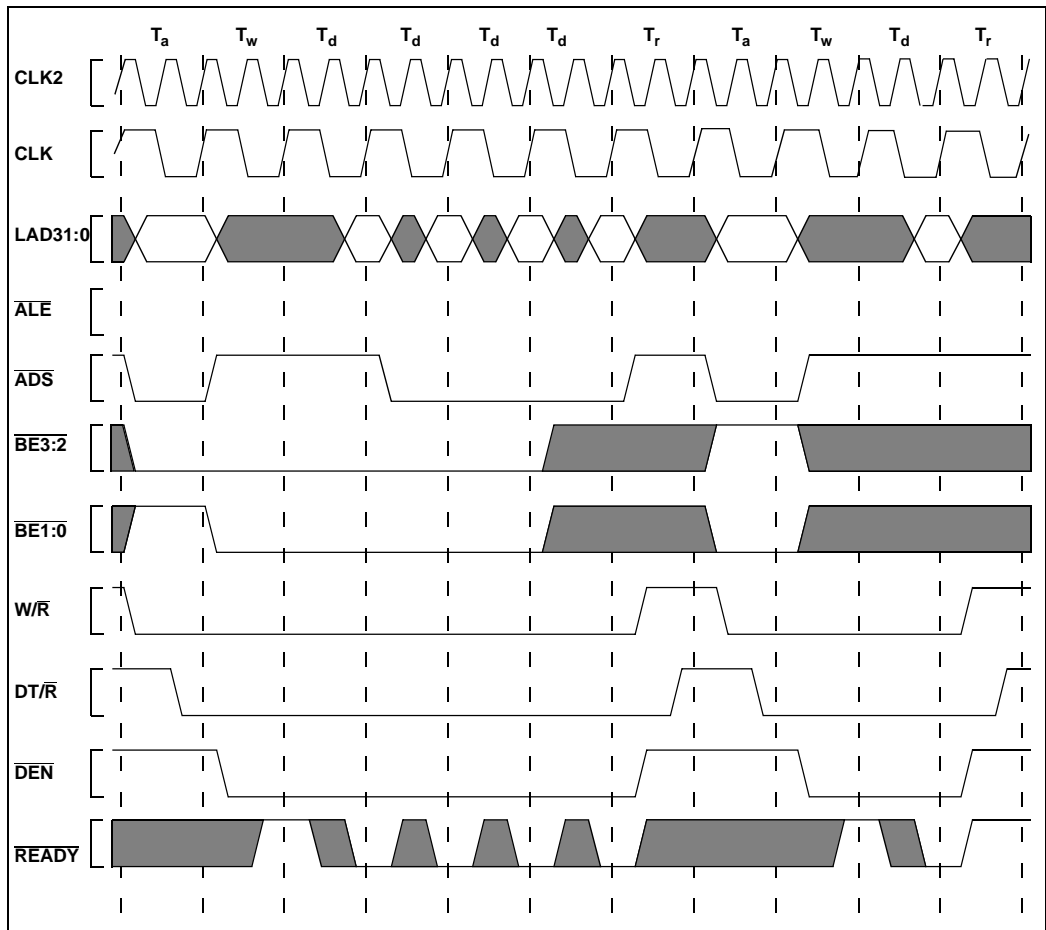 Ta Tw Td Td Td Td Tr Ta Tw Td Tr
CLK2
CLK
LAD31:0
ALE
ADS
BE3:2
BE1:0
W/R
DT/R
DEN
READY